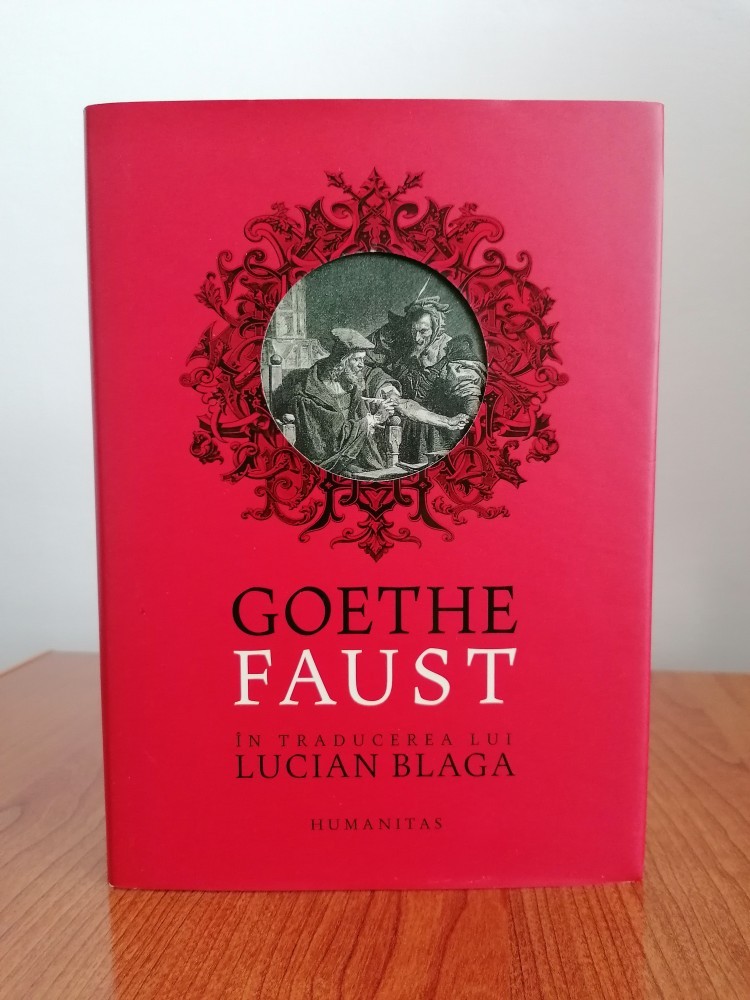 GOETHE
FAUST
ÎN TRADUCEREA LUI
LUCIAN BLAGA
HUMANITAS